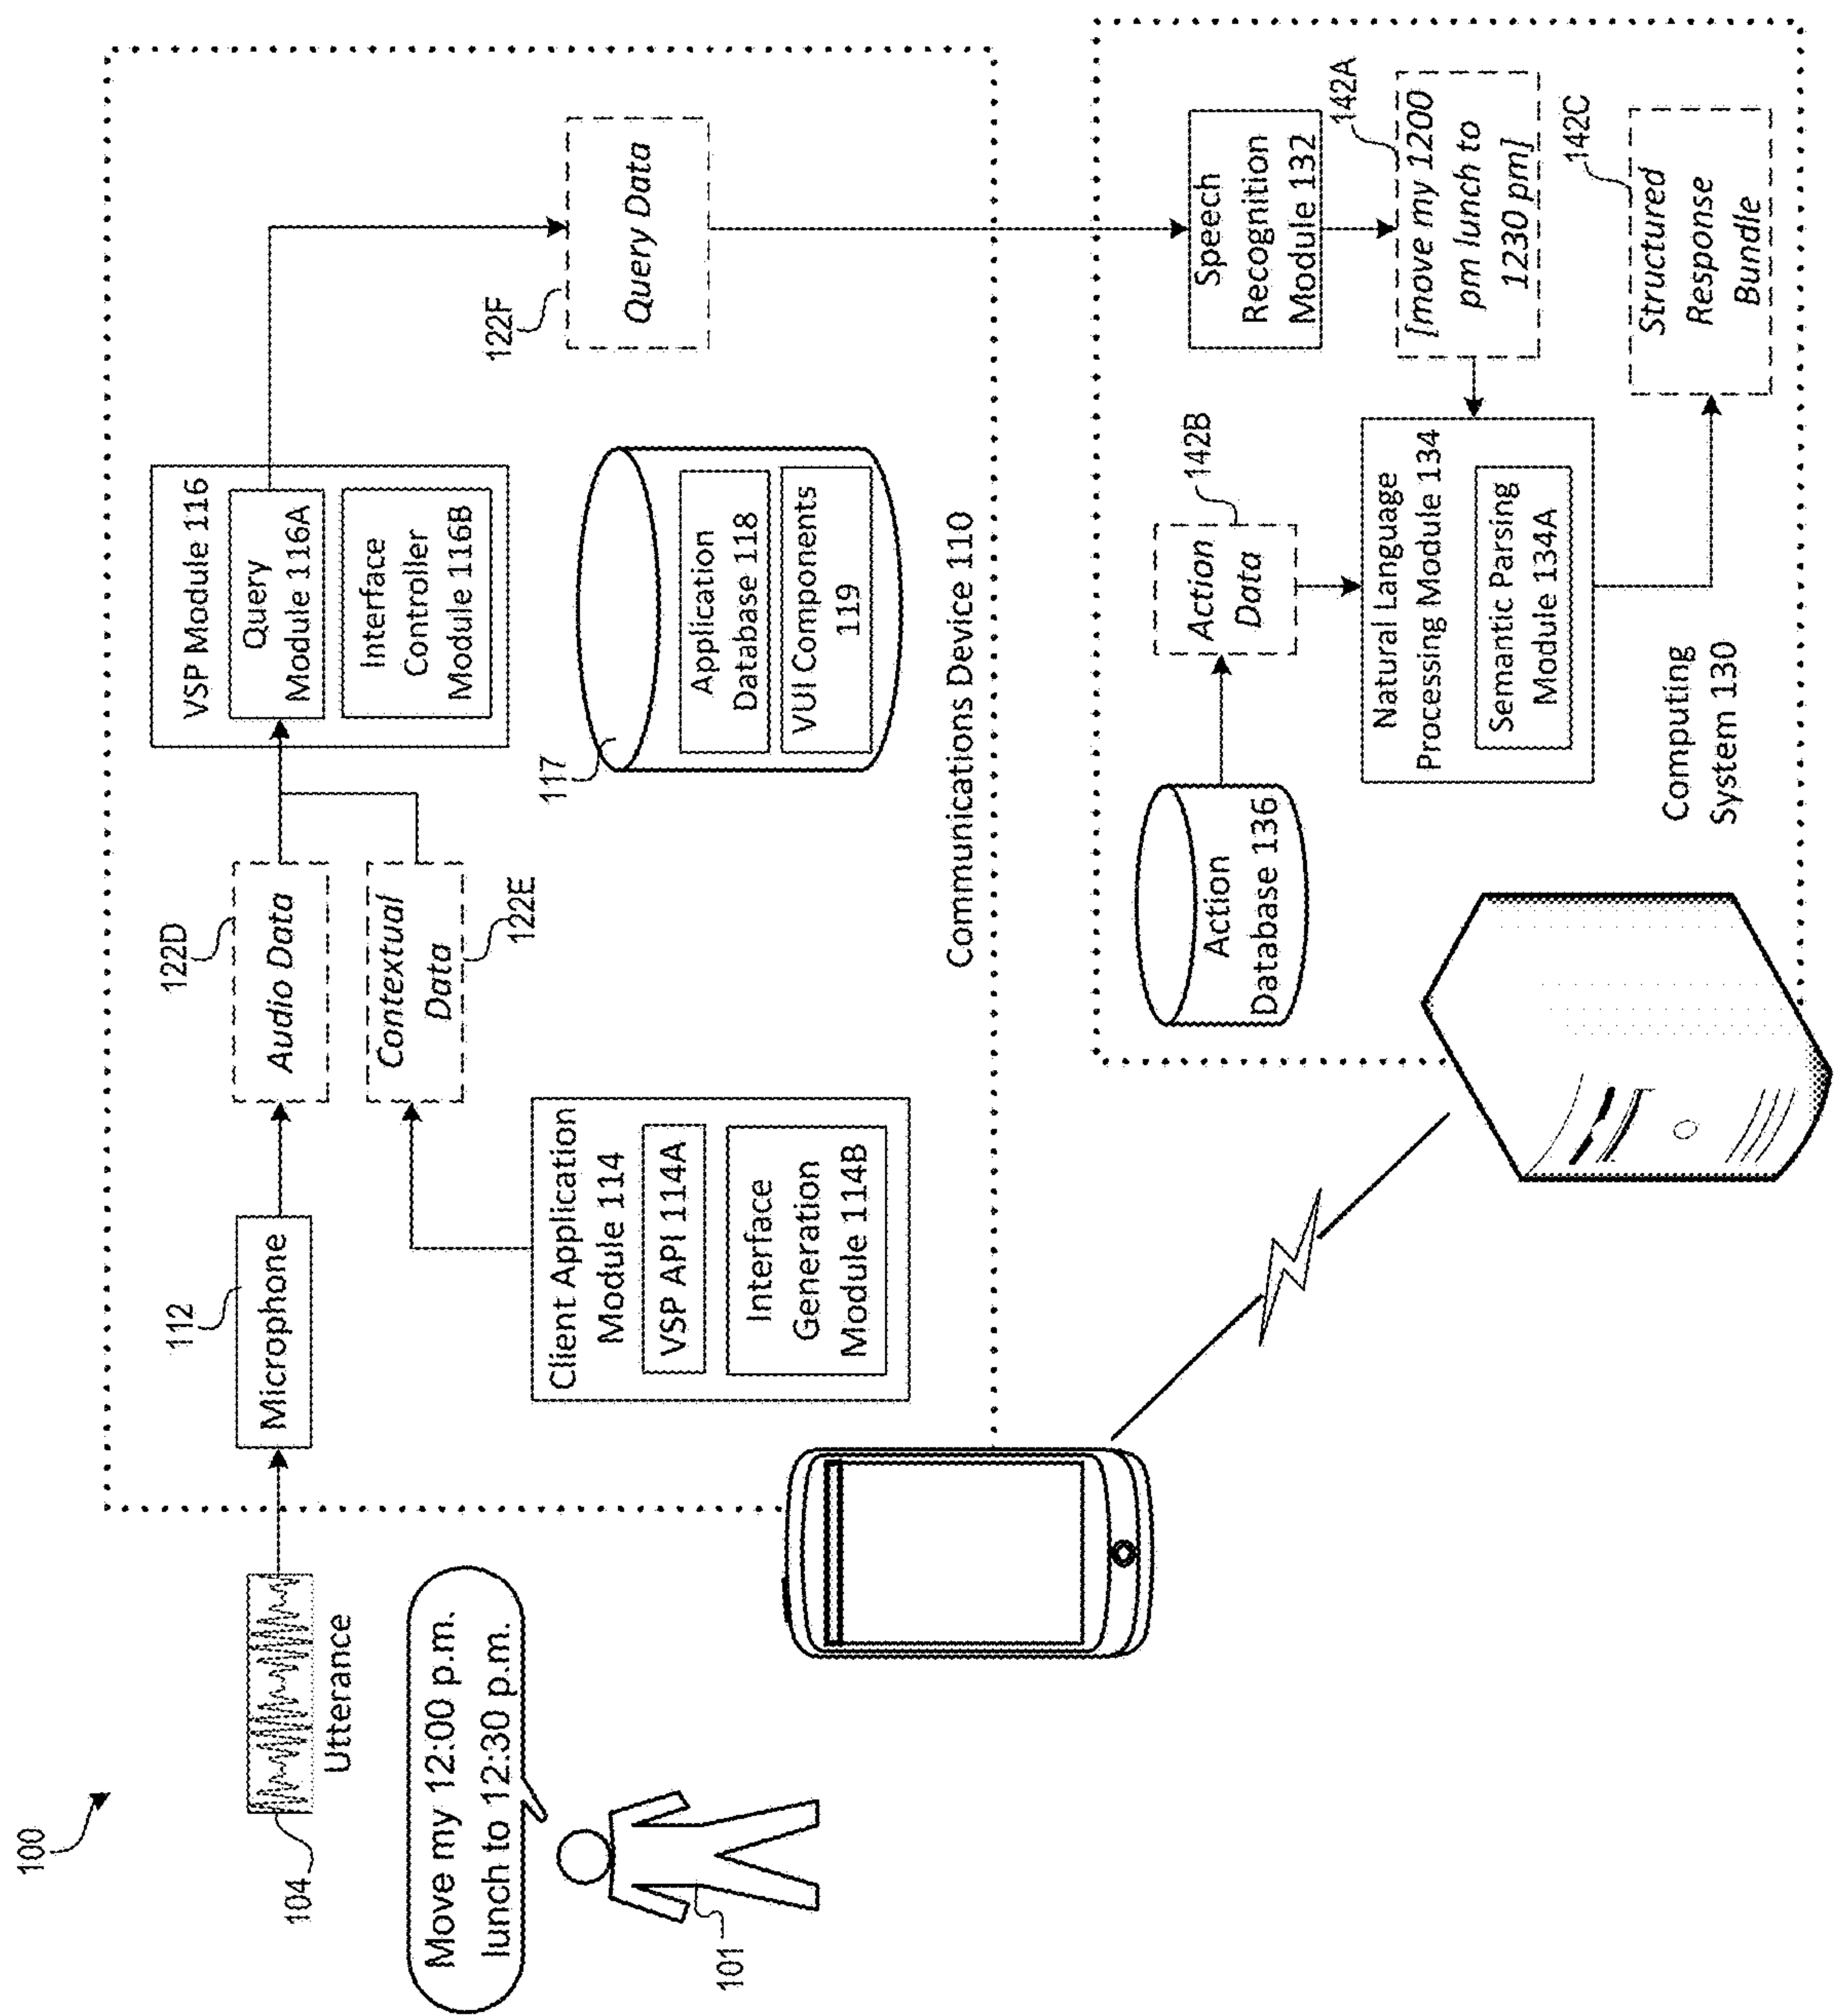 100
104
Utterance
Move my 12:00 p.m.
lunch to 12:30 p.m.
101
112
Microphone
122D
Audio Data
Contextual
Data
122E
Client Application
Module 114
VSP API 114A
Interface
Generation
Module 114B
VSP Module 116
Query
Module 116A
Interface
Controller
Module 116B
117
Application
Database 118
VUI Components
119
122F
Query Data
Communications Device 110
Speech
Recognition
Module 132
142A
[move my 1200
pm lunch to
1230 pm]
Action
Database 136
142B
Action
Data
Natural Language
Processing Module 134
Semantic Parsing
Module 134A
142C
Structured
Response
Bundle
Computing
System 130